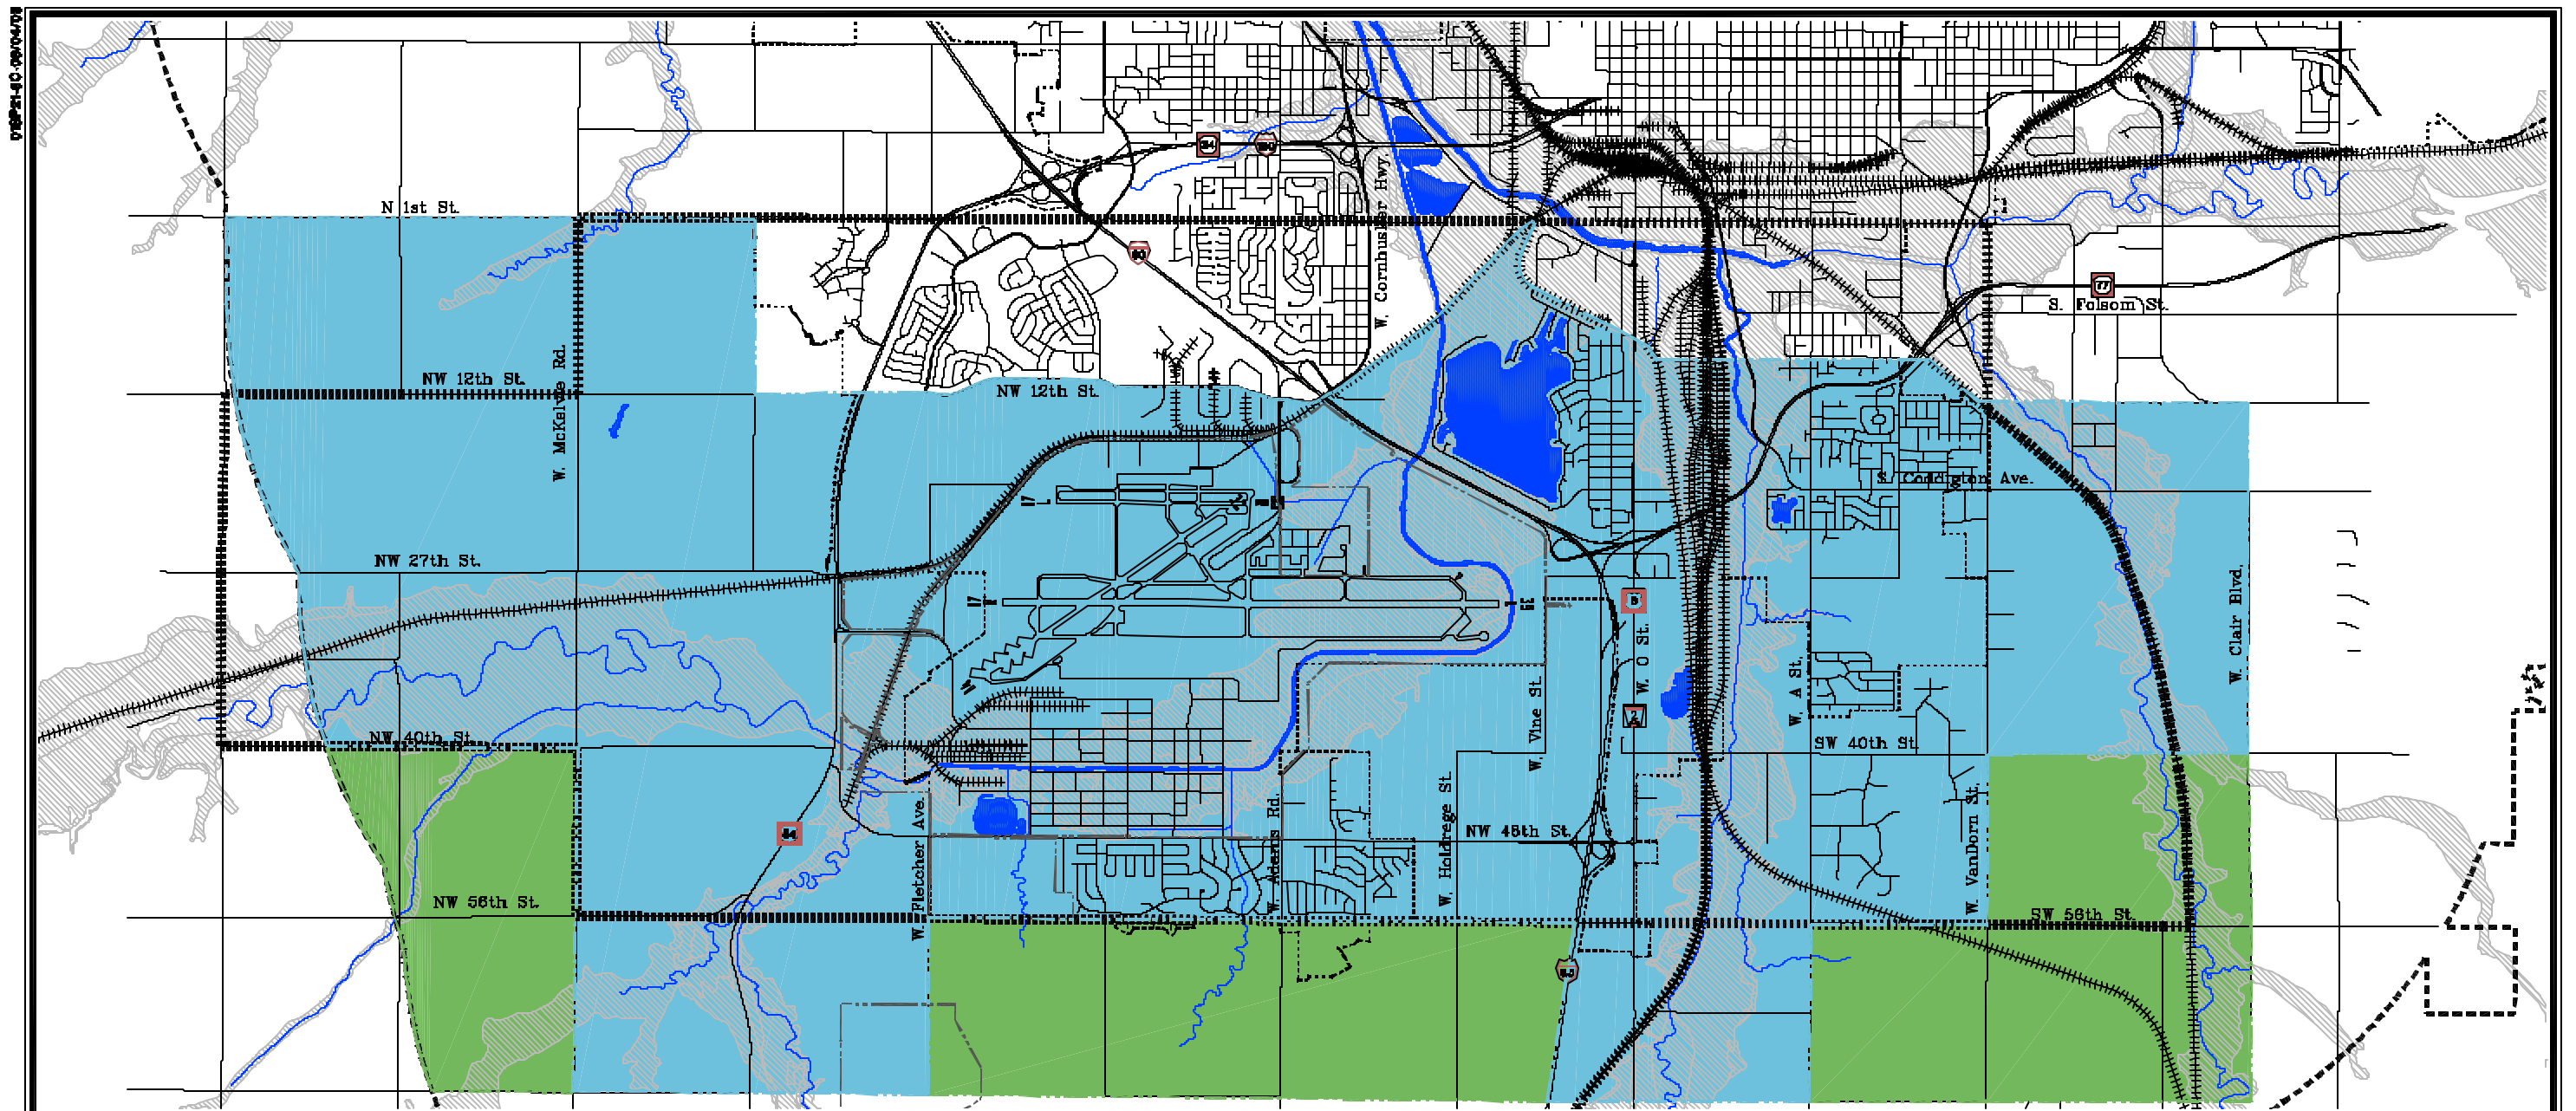 N 1st St.
W. Cornhusker Hwy.
80
77
S. Folsom St.
W. McKelvie Rd.
NW 12th St.
NW 12th St.
S. Coddington Ave.
NW 27th St.
W. Clair Blvd.
W. O St.
W. A St.
W. Vine St.
NW 40th St.
SW 40th St.
W. Fletcher Ave.
W. Adams Rd.
W. Holdrege St.
NW 48th St.
W. VanDorn St.
NW 56th St.
SW 56th St.